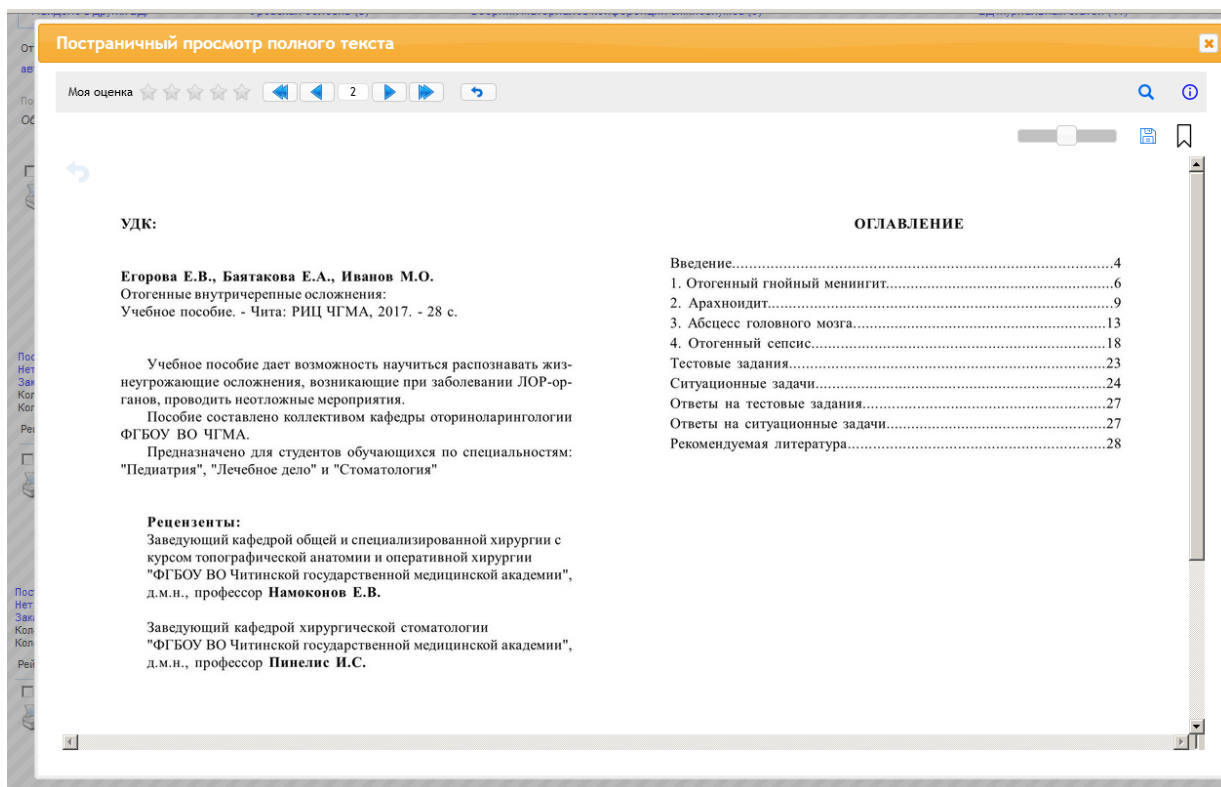 Постраничный просмотр полного текста
Моя оценка
2
УДК:
Егорова Е.В., Баятакова Е.А., Иванов М.О.
Отогенные внутричерепные осложнения:
Учебное пособие. - Чита: РИЦ ЧГМА, 2017. - 28 с.
Учебное пособие дает возможность научиться распознавать жиз-
неугрожающие осложнения, возникающие при заболевании ЛОР-ор-
ганов, проводить неотложные мероприятия.
Пособие составлено коллективом кафедры оториноларингологии
ФГБОУ ВО ЧГМА.
Предназначено для студентов обучающихся по специальностям:
"Педиатрия", "Лечебное дело" и "Стоматология"
Рецензенты:
Заведующий кафедрой общей и специализированной хирургии с
курсом топографической анатомии и оперативной хирургии
"ФГБОУ ВО Читинской государственной медицинской академии",
д.м.н., профессор Намоконов Е.В.
Заведующий кафедрой хирургической стоматологии
"ФГБОУ ВО Читинской государственной медицинской академии",
д.м.н., профессор Пинелис И.С.
ОГЛАВЛЕНИЕ
Введение....4
1. Отогенный гнойный менингит....6
2. Арахноидит....9
3. Абсцесс головного мозга....13
4. Отогенный сепсис....18
Тестовые задания....23
Ситуационные задачи....24
Ответы на тестовые задания....27
Ответы на ситуационные задачи....27
Рекомендуемая литература....28